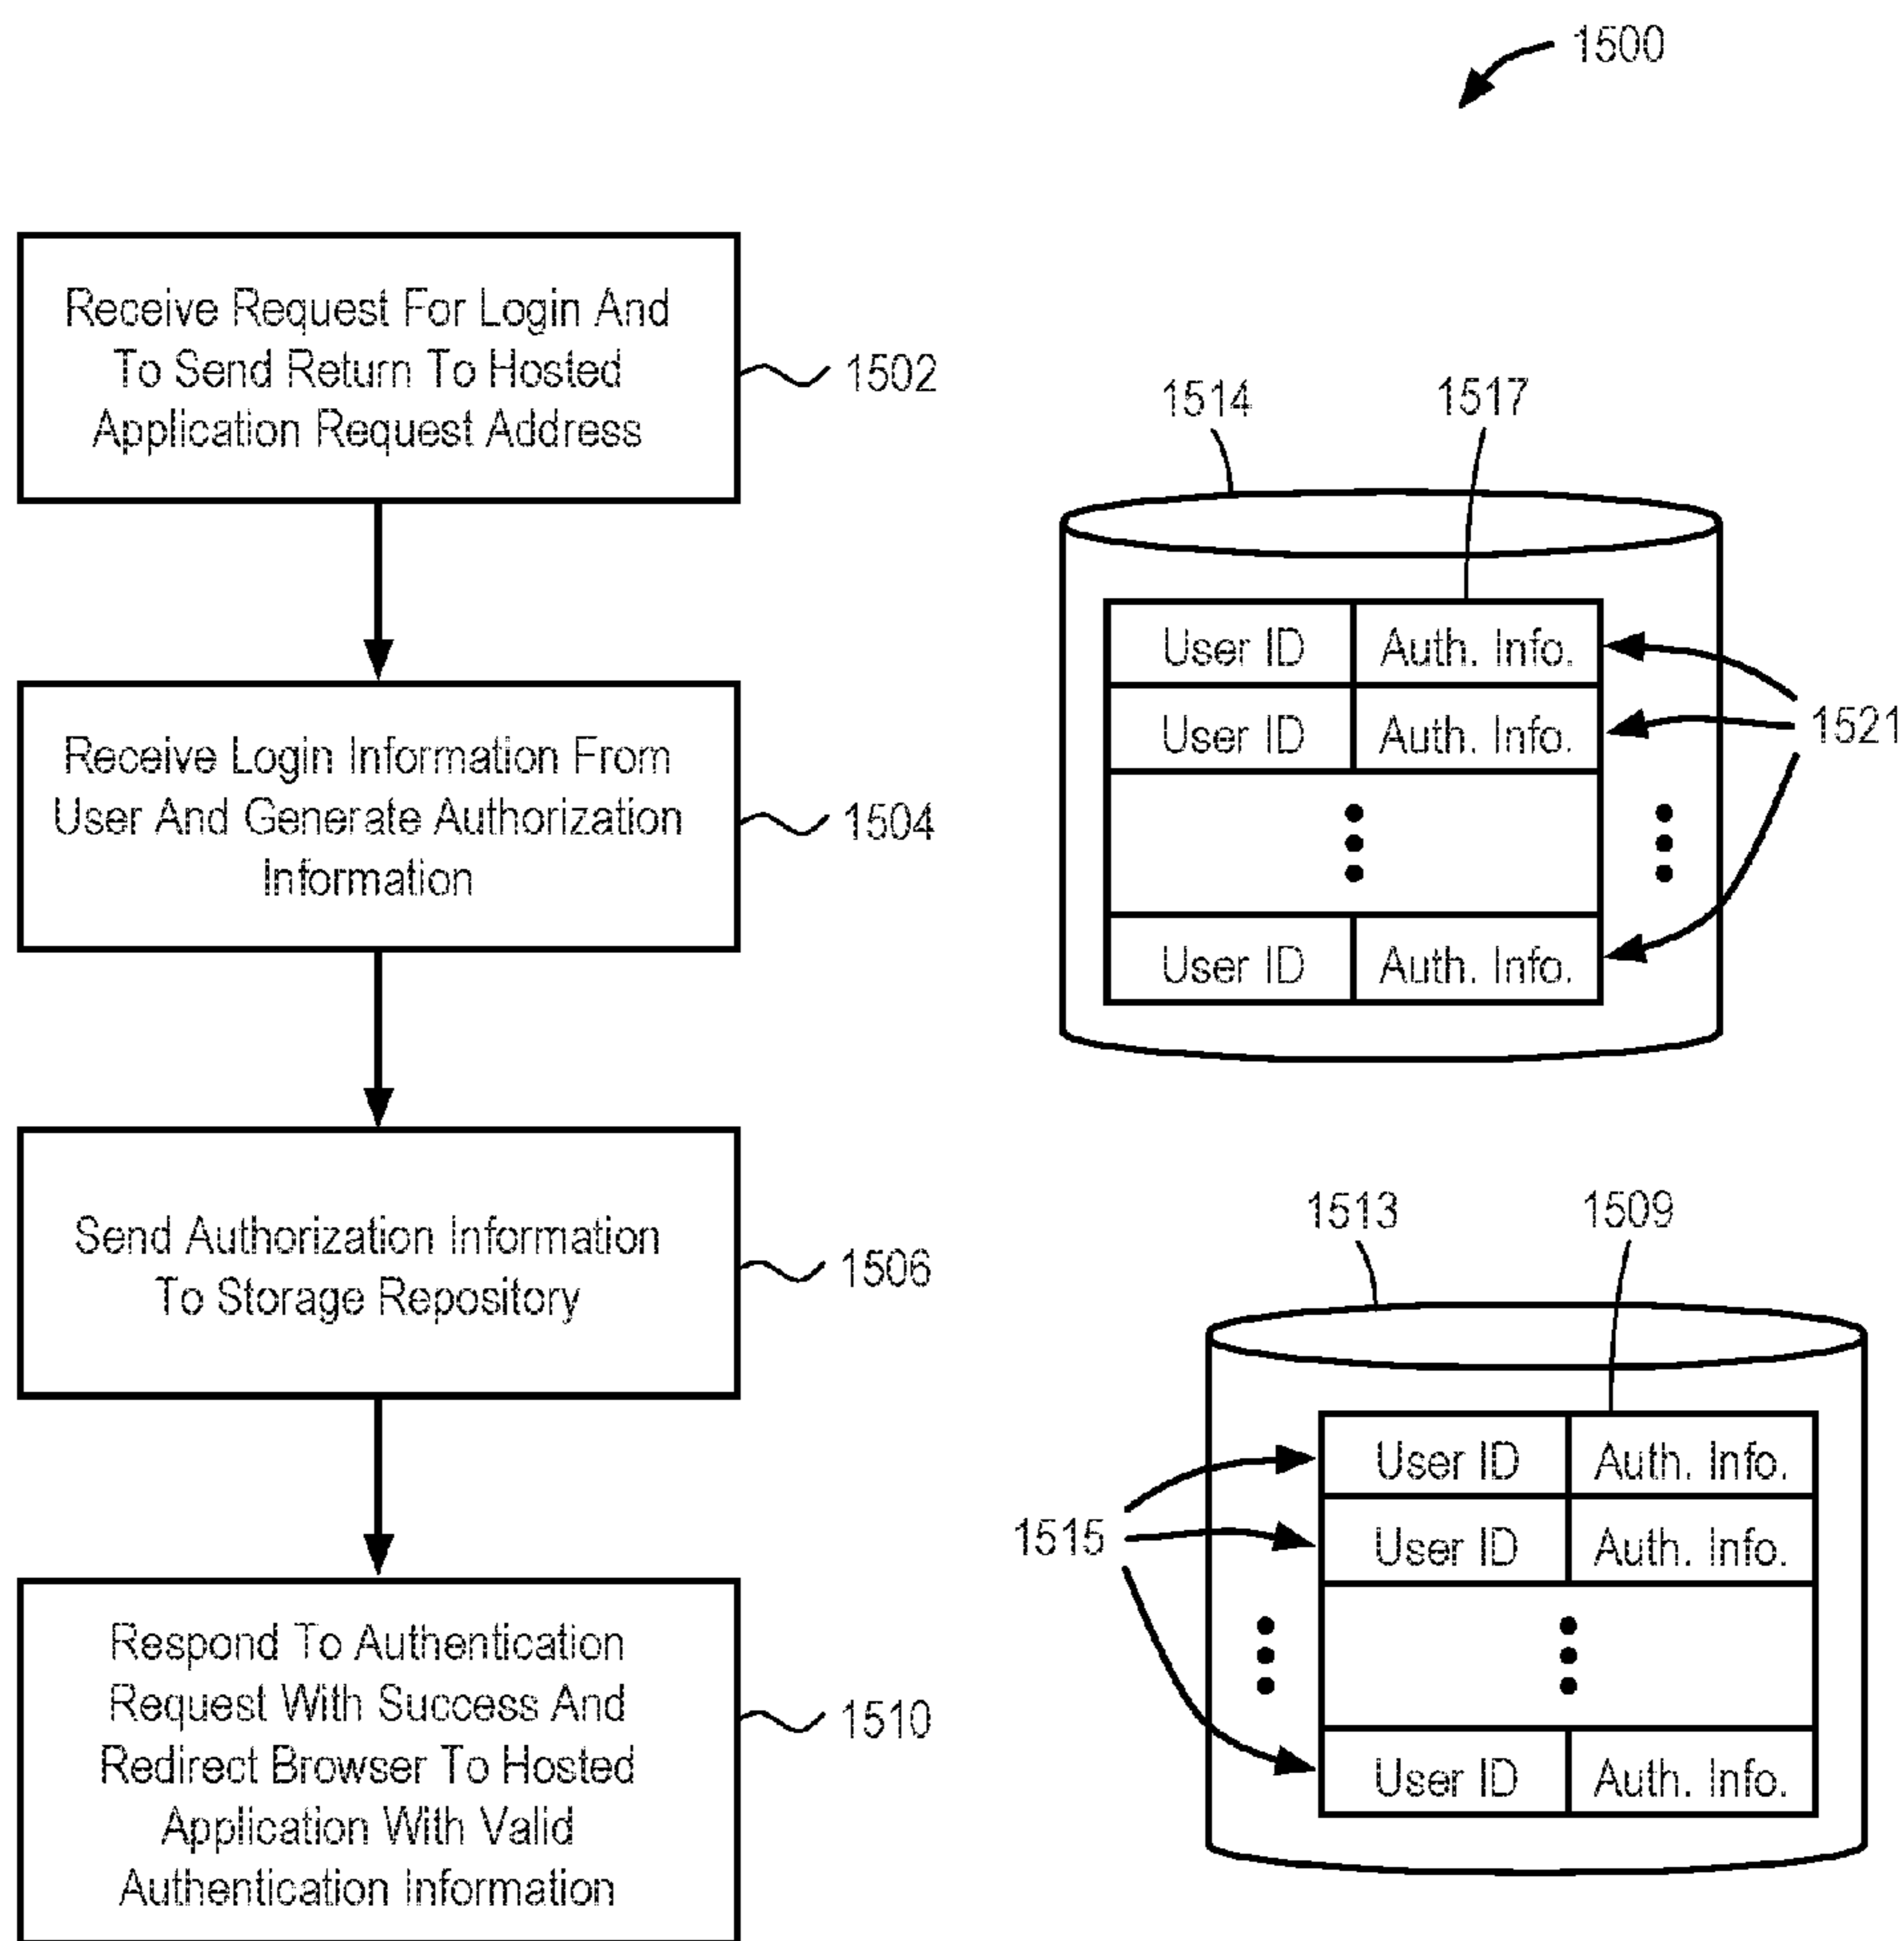 1500
Receive Request For Login And
To Send Return To Hosted
Application Request Address
1502
Receive Login Information From
User And Generate Authorization
Information
1504
Send Authorization Information
To Storage Repository
1506
Respond To Authentication
Request With Success And
Redirect Browser To Hosted
Application With Valid
Authentication Information
1510
1514
1517
User ID Auth. Info.
User ID Auth. Info.
User ID Auth. Info.
1521
1513
1509
User ID Auth. Info.
User ID Auth. Info.
User ID Auth. Info.
1515